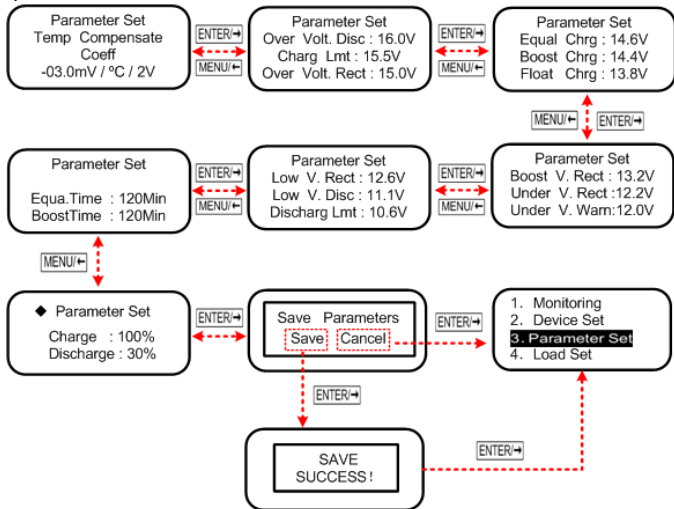 Parameter Set
Temp Compensate
Coeff
-03.0mV / ºC / 2V
ENTER/→
MENU/←
Parameter Set
Over Volt. Disc : 16.0V
Charg Lmt : 15.5V
Over Volt. Rect : 15.0V
ENTER/→
MENU/←
Parameter Set
Equal Chrg : 14.6V
Boost Chrg : 14.4V
Float Chrg : 13.8V
MENU/← ENTER/→
Parameter Set
Equa.Time : 120Min
BoostTime : 120Min
ENTER/→
MENU/←
Parameter Set
Low V. Rect : 12.6V
Low V. Disc : 11.1V
Discharg Lmt : 10.6V
ENTER/→
MENU/←
Parameter Set
Boost V. Rect : 13.2V
Under V. Rect :12.2V
Under V. Warn:12.0V
MENU/←
◆ Parameter Set
Charge : 100%
Discharge : 30%
ENTER/→
Save Parameters
Save Cancel
ENTER/→
1. Monitoring
2. Device Set
3. Parameter Set
4. Load Set
ENTER/→
SAVE
SUCCESS!
ENTER/→